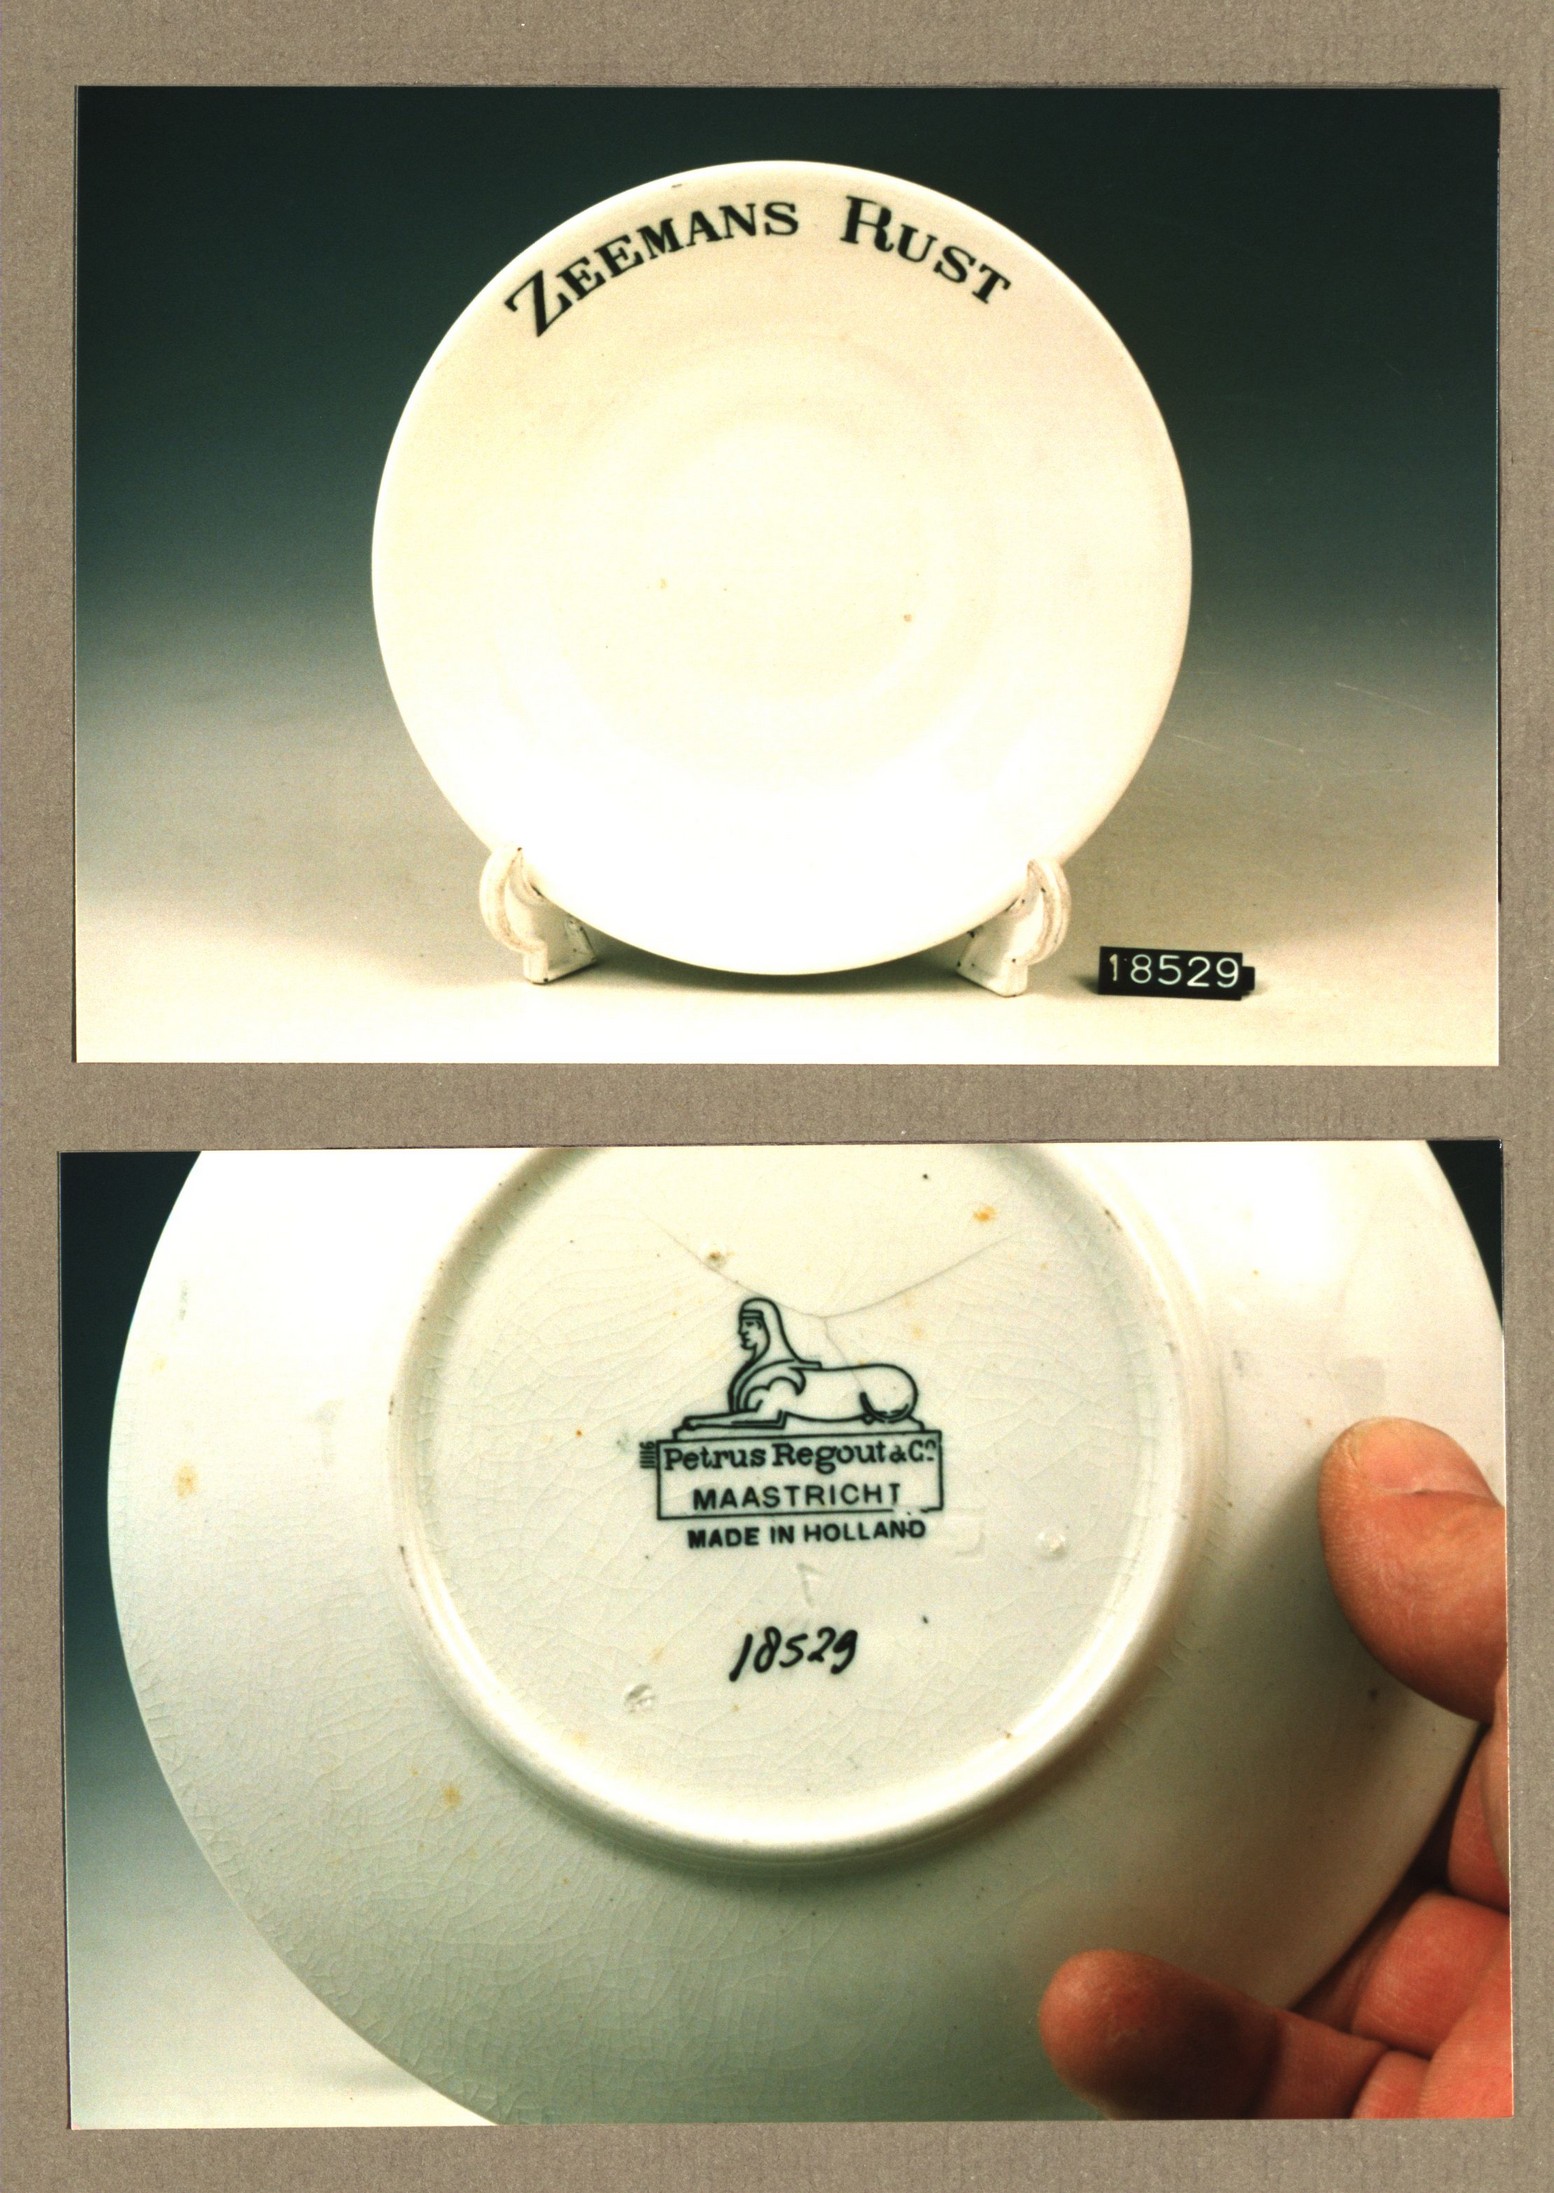 ZEEMANS RUST
18529
Petrus Regout & Co.
MAASTRICHT
MADE IN HOLLAND
18529